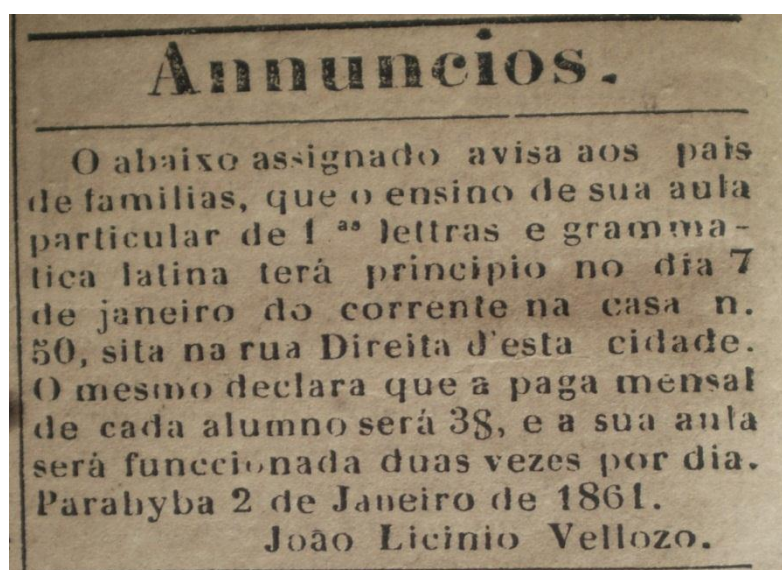 Annuncios.
O abaixo assignado avisa aos pais
de familias, que o ensino de sua aula
particular de 1 ªˢ lettras e gramma-
tica latina terá principio no dia 7
de janeiro do corrente na casa n.
50, sita na rua Direita d'esta cidade.
O mesmo declara que a paga mensal
de cada alumno será 3$, e a sua aula
será funccionada duas vezes por dia.
Parahyba 2 de Janeiro de 1861.
João Licinio Vellozo.